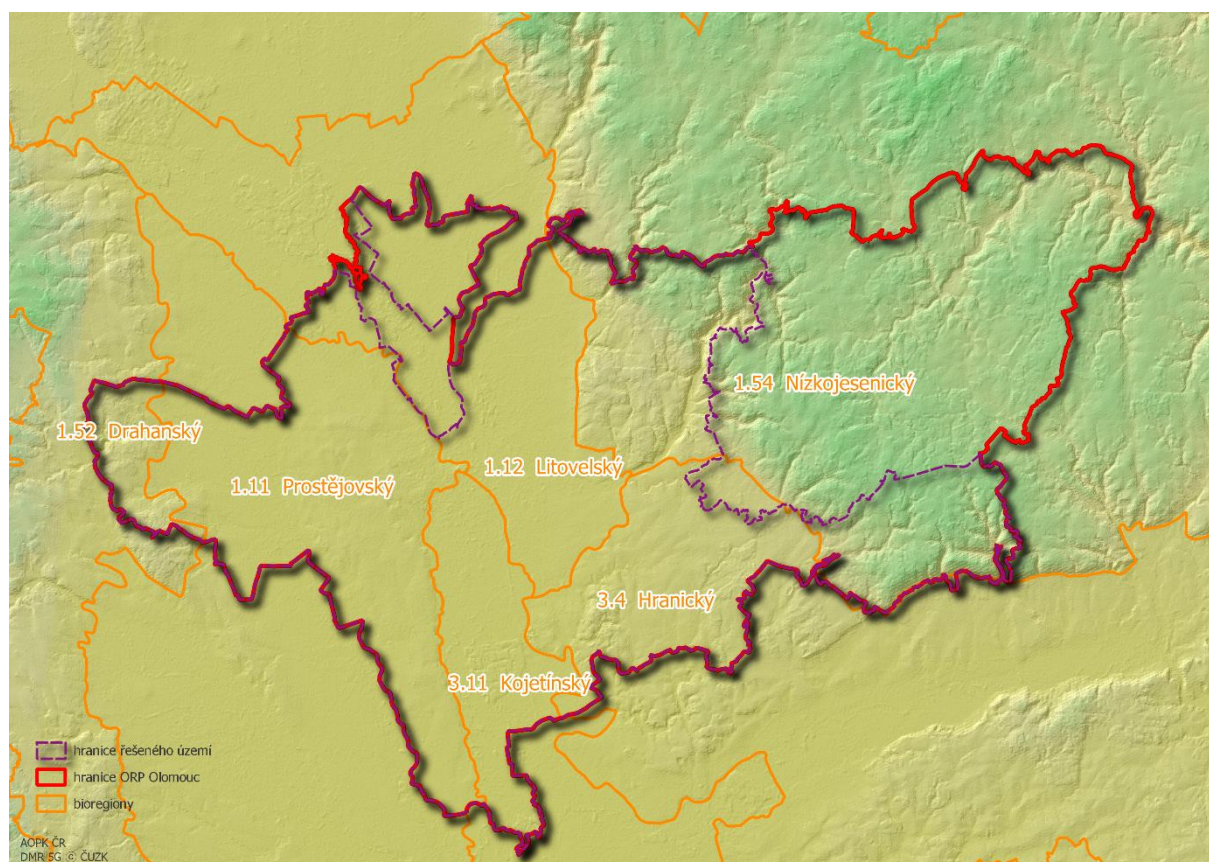 1.54 Nízkojesenický
1.52 Drahanský
1.12 Litovelský
1.11 Prostějovský
3.4 Hranický
3.11 Kojetínský
hranice řešeného území
hranice ORP Olomouc
bioregiony
AOPK ČR
DMR 5G © ČUZK